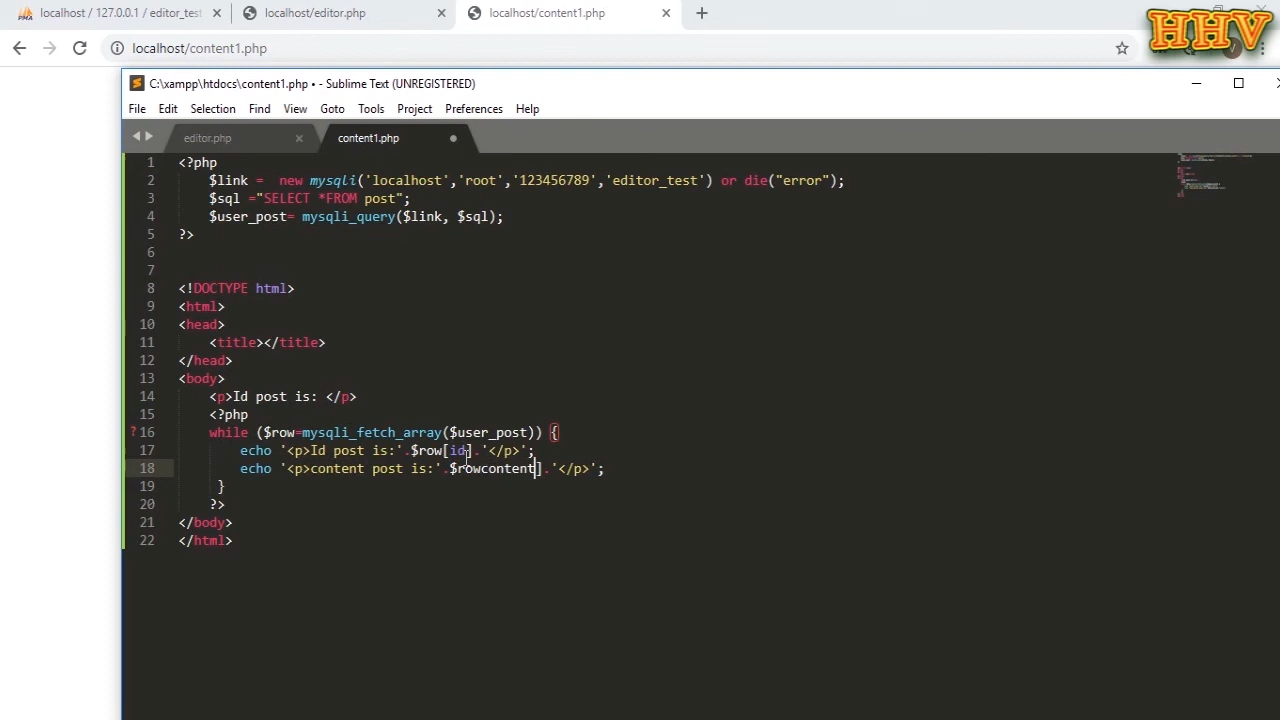 localhost / 127.0.0.1 / editor_test
localhost/editor.php
localhost/content1.php
HHV
localhost/content1.php
C:\xampp\htdocs\content1.php • - Sublime Text (UNREGISTERED)
File Edit Selection Find View Goto Tools Project Preferences Help
editor.php
content1.php
1 <?php
2 $link = new mysqli('localhost','root','123456789','editor_test') or die("error");
3 $sql ="SELECT *FROM post";
4 $user_post= mysqli_query($link, $sql);
5 ?>
6
7
8 <!DOCTYPE html>
9 <html>
10 <head>
11 <title></title>
12 </head>
13 <body>
14 <p>Id post is: </p>
15 <?php
? 16 while ($row=mysqli_fetch_array($user_post)) {
17 echo '<p>Id post is:'.$row[id].'</p>';
18 echo '<p>content post is:'.$rowcontent].'</p>';
19 }
20 ?>
21 </body>
22 </html>